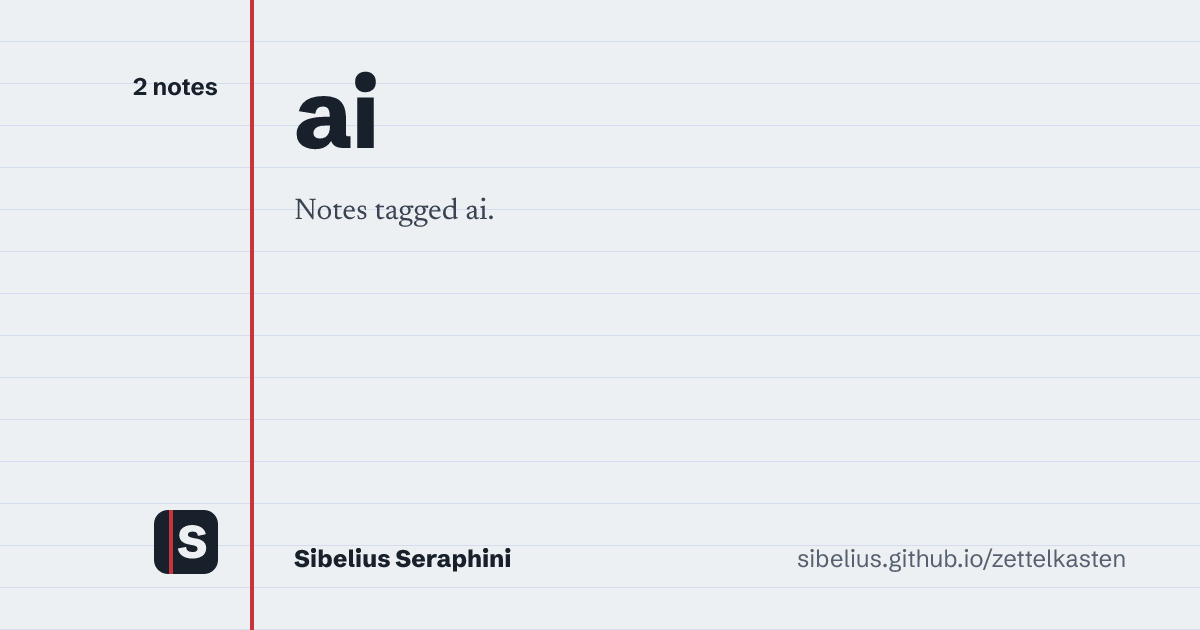 2 notes
ai
Notes tagged ai.
S
Sibelius Seraphini
sibelius.github.io/zettelkasten